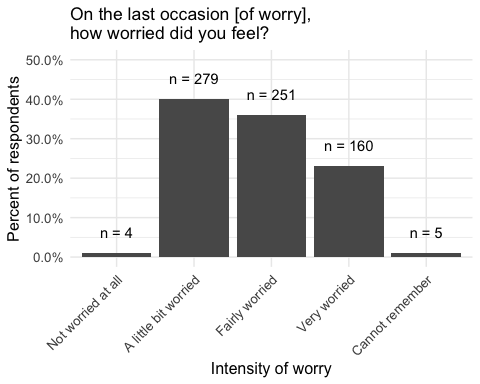 On the last occasion [of worry],
how worried did you feel?
50.0%
40.0%
30.0%
20.0%
10.0%
0.0%
Percent of respondents
n = 4
n = 279
n = 251
n = 160
n = 5
Not worried at all
A little bit worried
Fairly worried
Very worried
Cannot remember
Intensity of worry